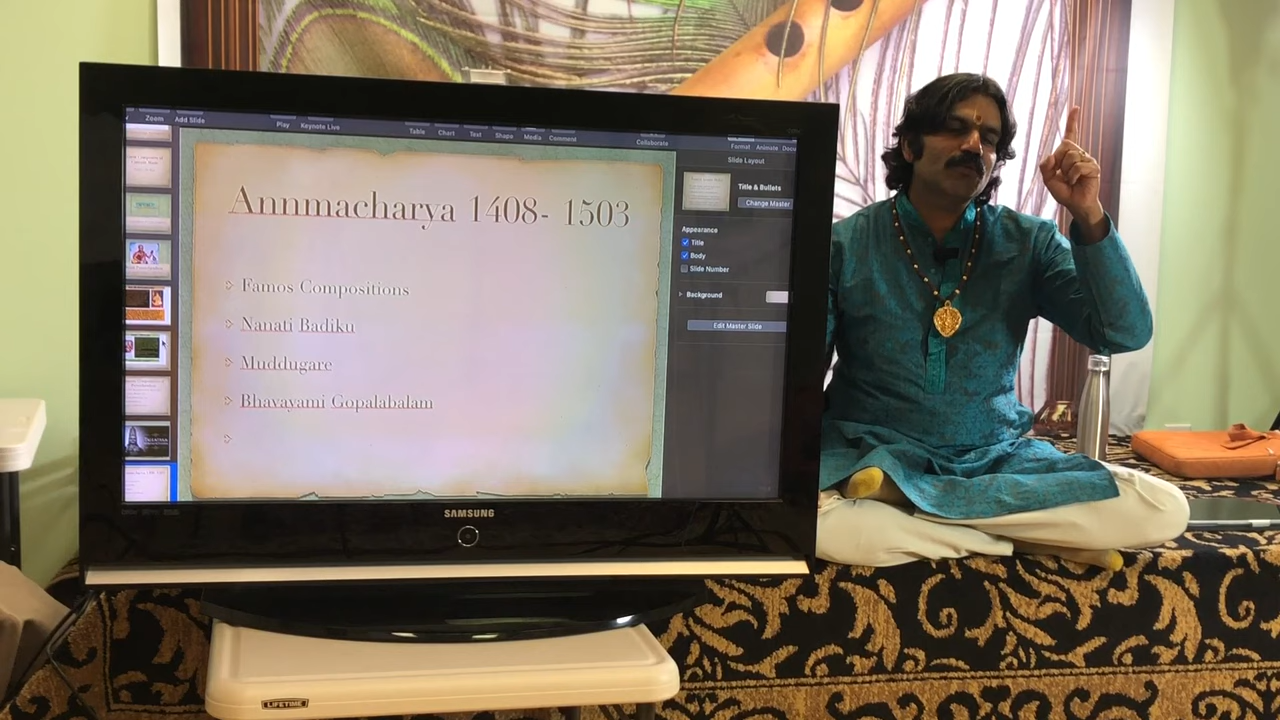 Zoom Add Slide Play Keynote Live Table Chart Text Shape Media Comment Collaborate Format Animate Docu
Slide Layout
Annmacharya 1408- 1503
Famos Compositions
Nanati Badiku
Muddugare
Bhavayami Gopalabalam
Title & Bullets
Change Master
Appearance
Title
Body
Slide Number
Background
Edit Master Slide
SAMSUNG
LIFETIME